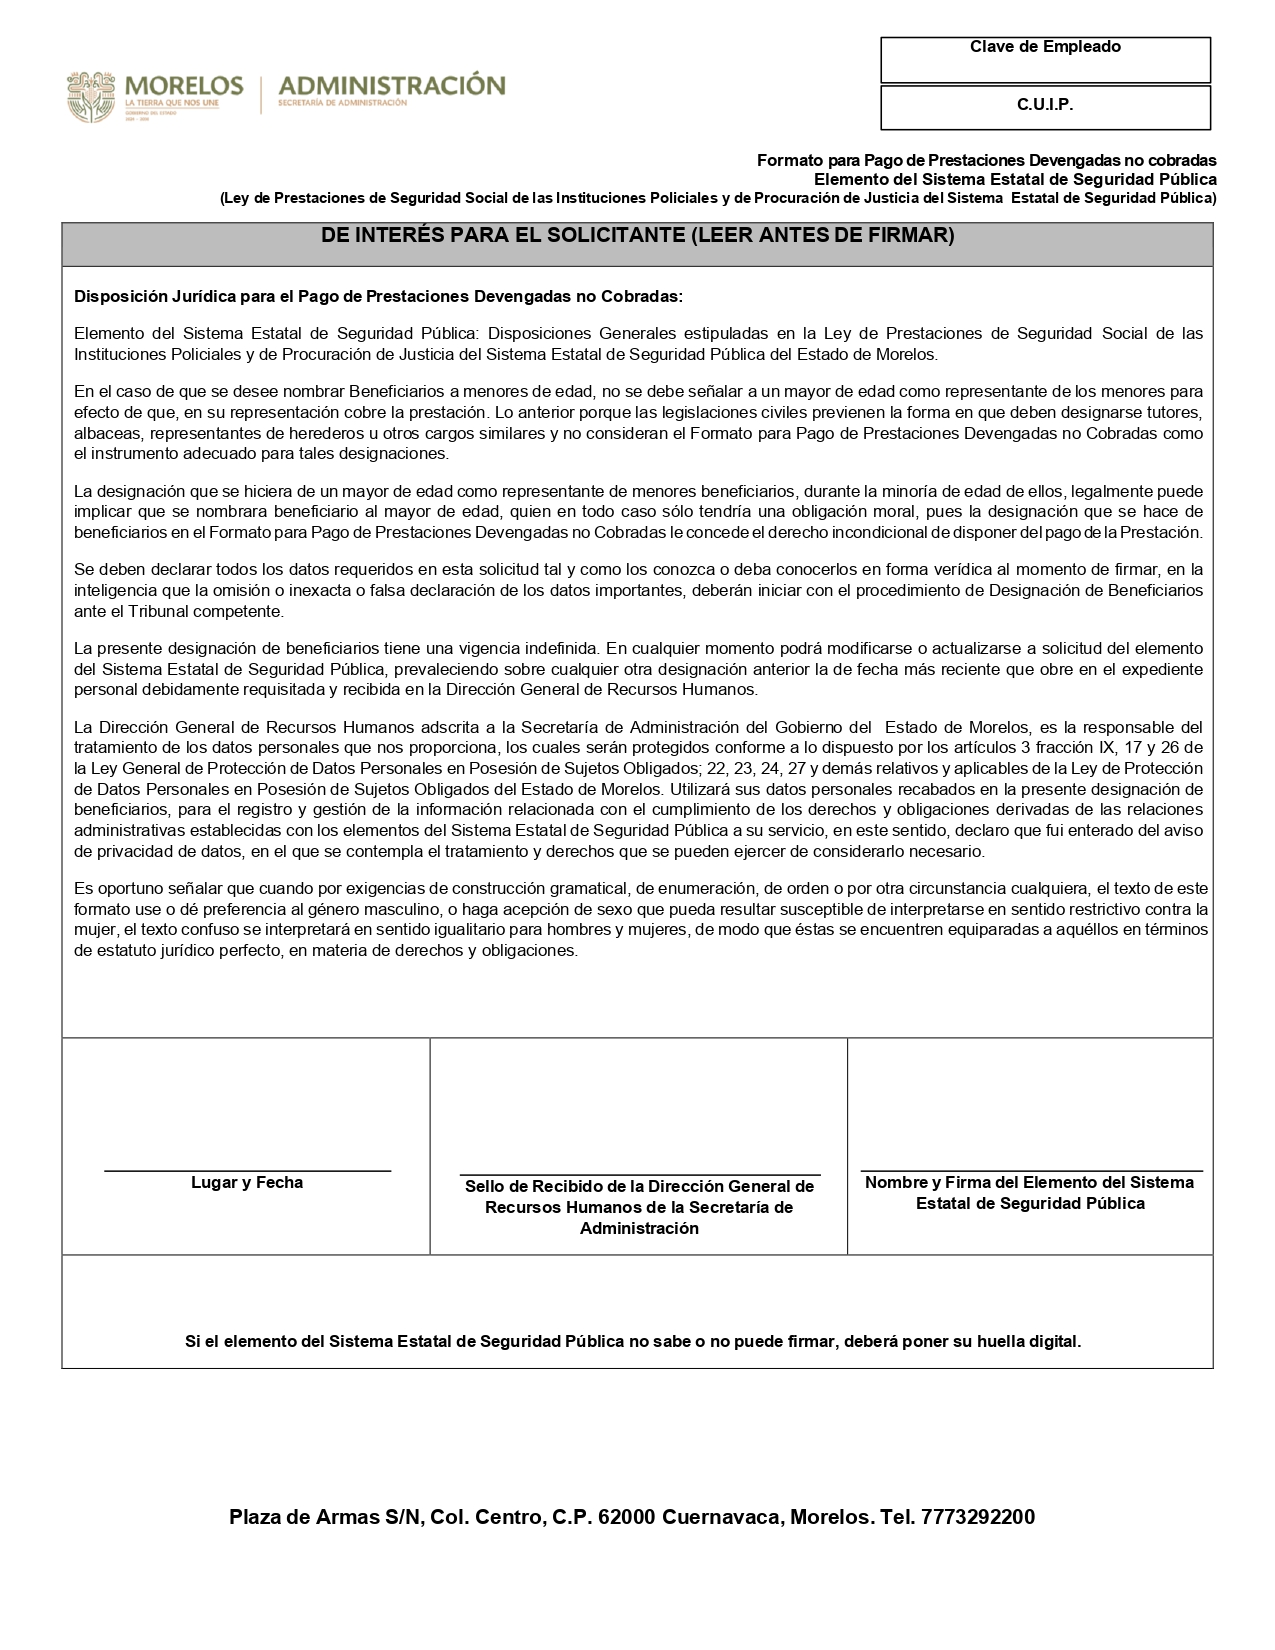 Clave de Empleado
C.U.I.P.
MORELOS
LA TIERRA QUE NOS UNE
GOBIERNO DEL ESTADO
ADMINISTRACIÓN
SECRETARÍA DE ADMINISTRACIÓN
Formato para Pago de Prestaciones Devengadas no cobradas
Elemento del Sistema Estatal de Seguridad Pública
(Ley de Prestaciones de Seguridad Social de las Instituciones Policiales y de Procuración de Justicia del Sistema Estatal de Seguridad Pública)
DE INTERÉS PARA EL SOLICITANTE (LEER ANTES DE FIRMAR)
Disposición Jurídica para el Pago de Prestaciones Devengadas no Cobradas:
Elemento del Sistema Estatal de Seguridad Pública: Disposiciones Generales estipuladas en la Ley de Prestaciones de Seguridad Social de las
Instituciones Policiales y de Procuración de Justicia del Sistema Estatal de Seguridad Pública del Estado de Morelos.
En el caso de que se desee nombrar Beneficiarios a menores de edad, no se debe señalar a un mayor de edad como representante de los menores para
efecto de que, en su representación cobre la prestación. Lo anterior porque las legislaciones civiles previenen la forma en que deben designarse tutores,
albaceas, representantes de herederos u otros cargos similares y no consideran el Formato para Pago de Prestaciones Devengadas no Cobradas como
el instrumento adecuado para tales designaciones.
La designación que se hiciera de un mayor de edad como representante de menores beneficiarios, durante la minoría de edad de ellos, legalmente puede
implicar que se nombrara beneficiario al mayor de edad, quien en todo caso sólo tendría una obligación moral, pues la designación que se hace de
beneficiarios en el Formato para Pago de Prestaciones Devengadas no Cobradas le concede el derecho incondicional de disponer del pago de la Prestación.
Se deben declarar todos los datos requeridos en esta solicitud tal y como los conozca o deba conocerlos en forma verídica al momento de firmar, en la
inteligencia que la omisión o inexacta o falsa declaración de los datos importantes, deberán iniciar con el procedimiento de Designación de Beneficiarios
ante el Tribunal competente.
La presente designación de beneficiarios tiene una vigencia indefinida. En cualquier momento podrá modificarse o actualizarse a solicitud del elemento
del Sistema Estatal de Seguridad Pública, prevaleciendo sobre cualquier otra designación anterior la de fecha más reciente que obre en el expediente
personal debidamente requisitada y recibida en la Dirección General de Recursos Humanos.
La Dirección General de Recursos Humanos adscrita a la Secretaría de Administración del Gobierno del Estado de Morelos, es la responsable del
tratamiento de los datos personales que nos proporciona, los cuales serán protegidos conforme a lo dispuesto por los artículos 3 fracción IX, 17 y 26 de
la Ley General de Protección de Datos Personales en Posesión de Sujetos Obligados; 22, 23, 24, 27 y demás relativos y aplicables de la Ley de Protección
de Datos Personales en Posesión de Sujetos Obligados del Estado de Morelos. Utilizará sus datos personales recabados en la presente designación de
beneficiarios, para el registro y gestión de la información relacionada con el cumplimiento de los derechos y obligaciones derivadas de las relaciones
administrativas establecidas con los elementos del Sistema Estatal de Seguridad Pública a su servicio, en este sentido, declaro que fui enterado del aviso
de privacidad de datos, en el que se contempla el tratamiento y derechos que se pueden ejercer de considerarlo necesario.
Es oportuno señalar que cuando por exigencias de construcción gramatical, de enumeración, de orden o por otra circunstancia cualquiera, el texto de este
formato use o dé preferencia al género masculino, o haga acepción de sexo que pueda resultar susceptible de interpretarse en sentido restrictivo contra la
mujer, el texto confuso se interpretará en sentido igualitario para hombres y mujeres, de modo que éstas se encuentren equiparadas a aquéllos en términos
de estatuto jurídico perfecto, en materia de derechos y obligaciones.
Lugar y Fecha
Sello de Recibido de la Dirección General de
Recursos Humanos de la Secretaría de
Administración
Nombre y Firma del Elemento del Sistema
Estatal de Seguridad Pública
Si el elemento del Sistema Estatal de Seguridad Pública no sabe o no puede firmar, deberá poner su huella digital.
Plaza de Armas S/N, Col. Centro, C.P. 62000 Cuernavaca, Morelos. Tel. 7773292200